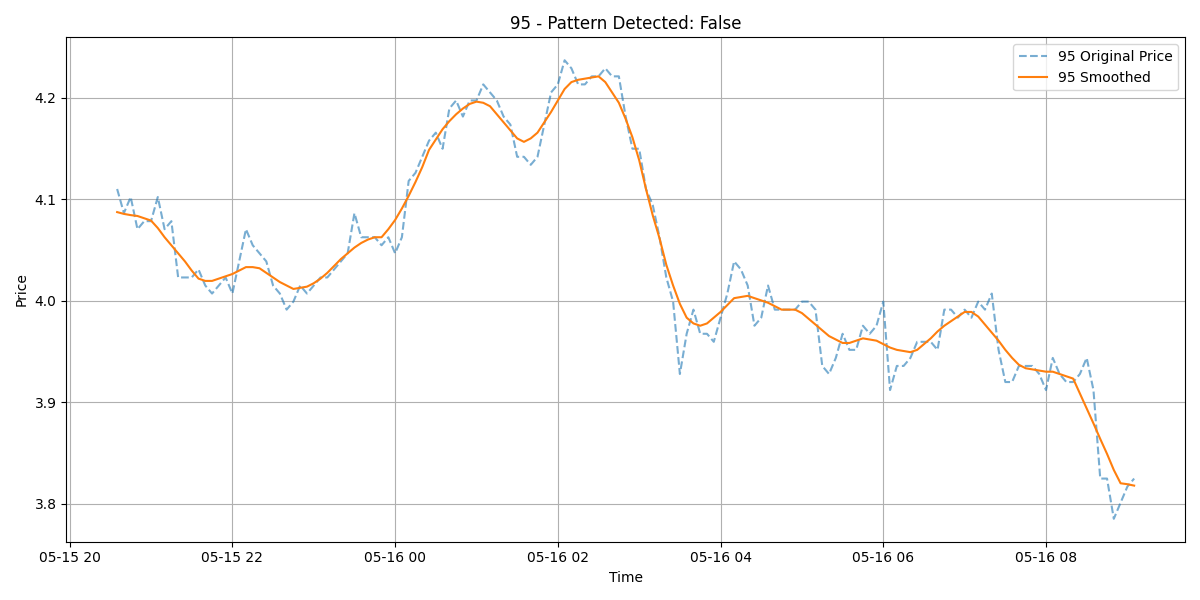 95 - Pattern Detected: False
95 Original Price
95 Smoothed
Price
4.2
4.1
4.0
3.9
3.8
05-15 20
05-15 22
05-16 00
05-16 02
05-16 04
05-16 06
05-16 08
Time